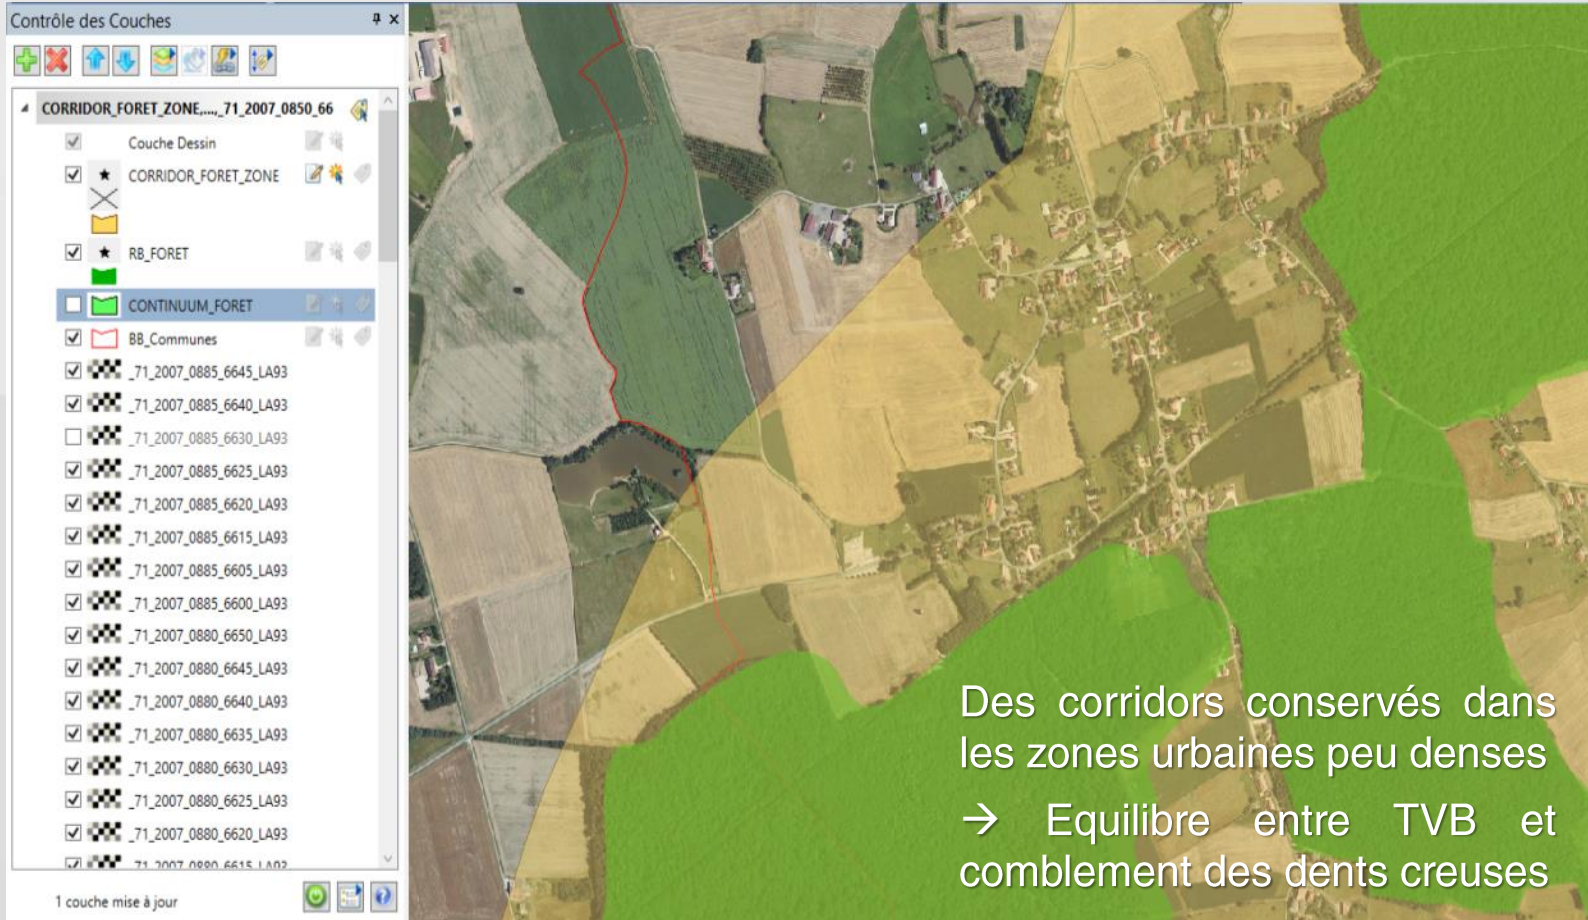 Contrôle des Couches
CORRIDOR_FORET_ZONE,...,_71_2007_0850_66
Couche Dessin
CORRIDOR_FORET_ZONE
RB_FORET
CONTINUUM_FORET
BB_Communes
_71_2007_0885_6645_LA93
_71_2007_0885_6640_LA93
_71_2007_0885_6630_LA93
_71_2007_0885_6625_LA93
_71_2007_0885_6620_LA93
_71_2007_0885_6615_LA93
_71_2007_0885_6605_LA93
_71_2007_0885_6600_LA93
_71_2007_0880_6650_LA93
_71_2007_0880_6645_LA93
_71_2007_0880_6640_LA93
_71_2007_0880_6635_LA93
_71_2007_0880_6630_LA93
_71_2007_0880_6625_LA93
_71_2007_0880_6620_LA93
_71_2007_0880_6615_LA93
1 couche mise à jour
Des corridors conservés dans
les zones urbaines peu denses
→ Equilibre entre TVB et
comblement des dents creuses